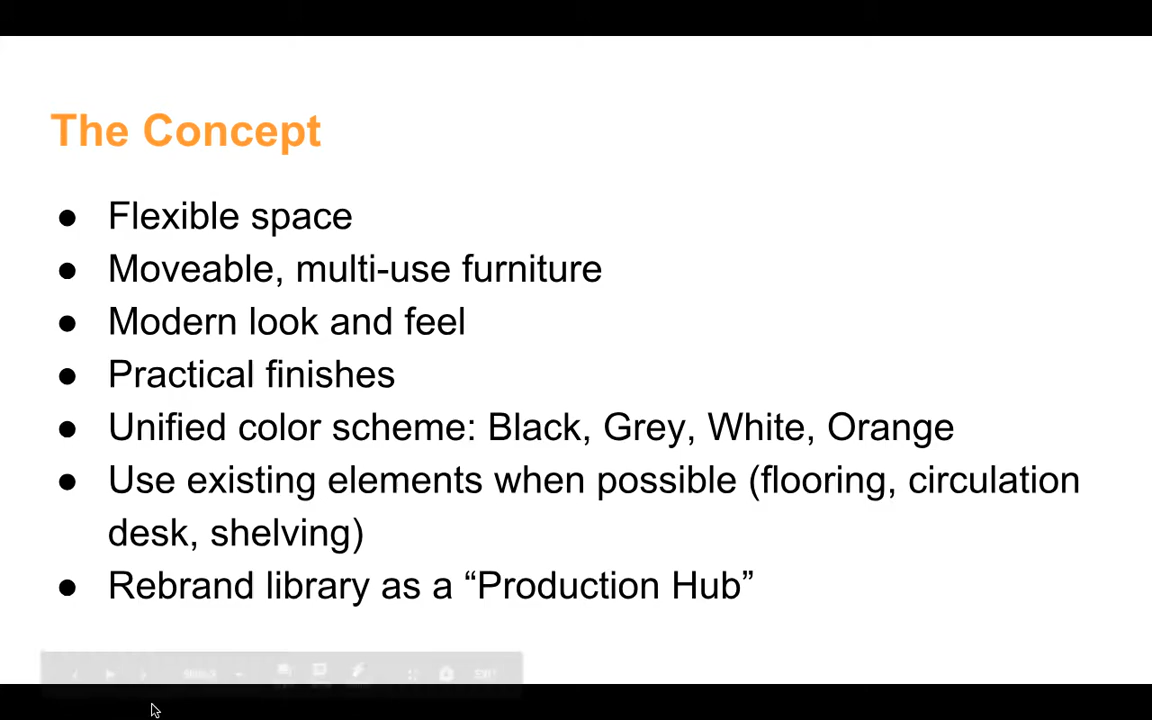 The Concept
● Flexible space
● Moveable, multi-use furniture
● Modern look and feel
● Practical finishes
● Unified color scheme: Black, Grey, White, Orange
● Use existing elements when possible (flooring, circulation
desk, shelving)
● Rebrand library as a “Production Hub”